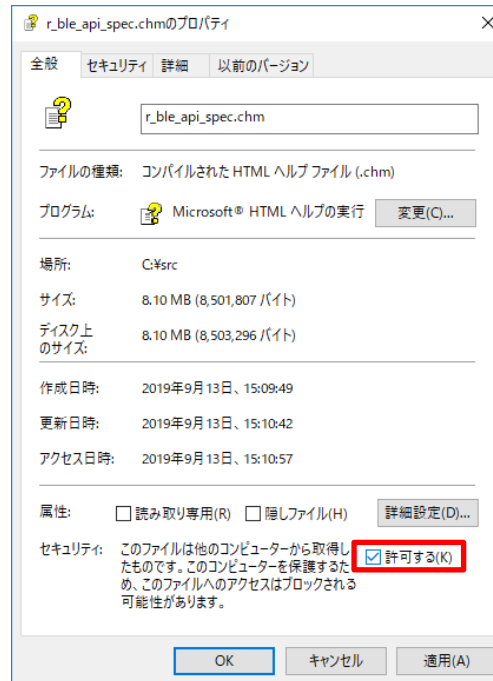 r_ble_api_spec.chmのプロパティ
全般 セキュリティ 詳細 以前のバージョン
r_ble_api_spec.chm
ファイルの種類: コンパイルされた HTML ヘルプ ファイル (.chm)
プログラム: Microsoft® HTML ヘルプの実行 変更(C)...
場所: C:¥src
サイズ: 8.10 MB (8,501,807 バイト)
ディスク上
のサイズ: 8.10 MB (8,503,296 バイト)
作成日時: 2019年9月13日、15:09:49
更新日時: 2019年9月13日、15:10:42
アクセス日時: 2019年9月13日、15:10:57
属性: 読み取り専用(R) 隠しファイル(H) 詳細設定(D)...
セキュリティ: このファイルは他のコンピューターから取得し
たものです。このコンピューターを保護するた
め、このファイルへのアクセスはブロックされる
可能性があります。
許可する(K)
OK キャンセル 適用(A)